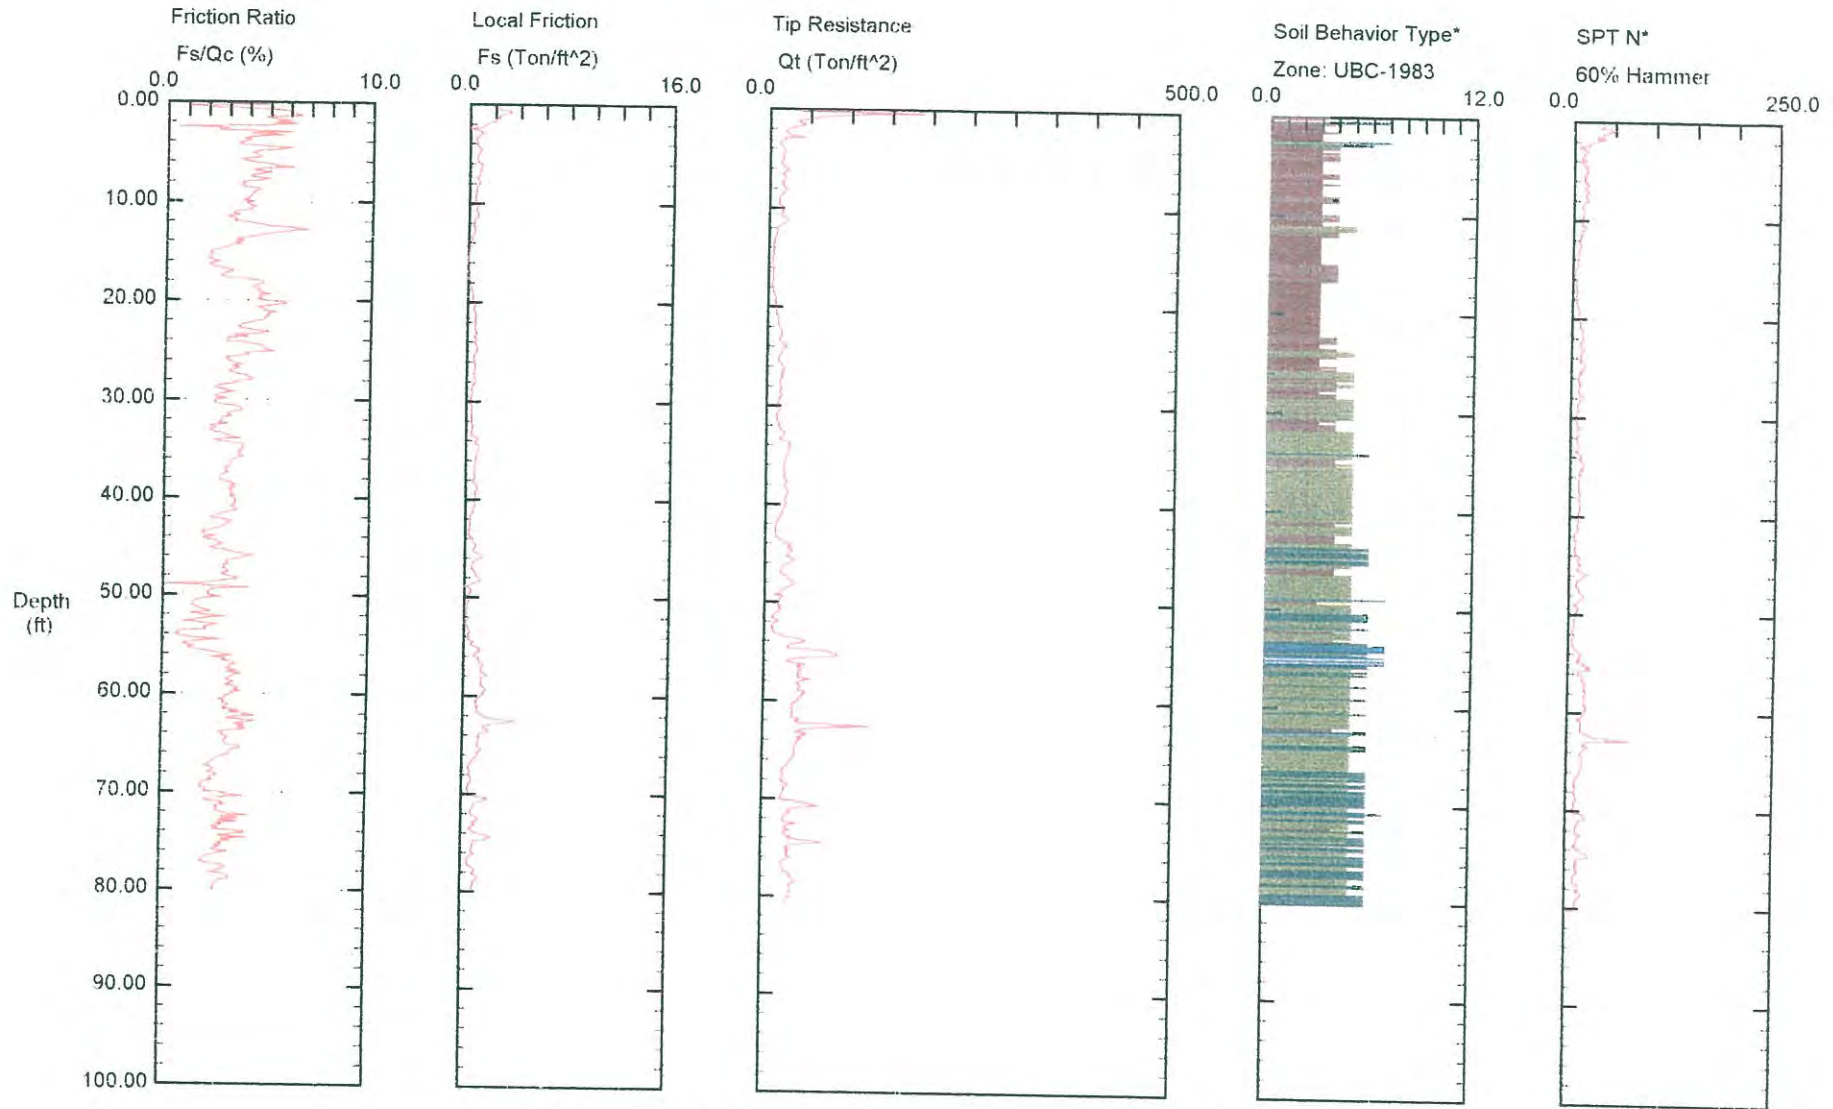 Friction Ratio
Fs/Qc (%)
0.0 10.0
Local Friction
Fs (Ton/ft^2)
0.0 16.0
Tip Resistance
Qt (Ton/ft^2)
0.0 500.0
Soil Behavior Type*
Zone: UBC-1983
0.0 12.0
SPT N*
60% Hammer
0.0 250.0
0.00
10.00
20.00
30.00
40.00
50.00
60.00
70.00
80.00
90.00
100.00
Depth
(ft)